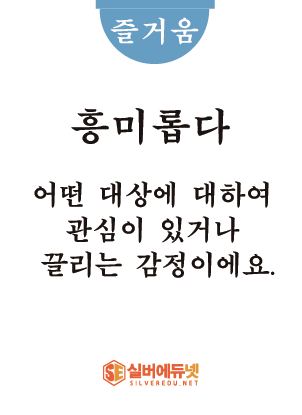 즐거움
흥미롭다
어떤 대상에 대하여
관심이 있거나
끌리는 감정이에요.
SE 실버에듀넷
SILVEREDU.NET